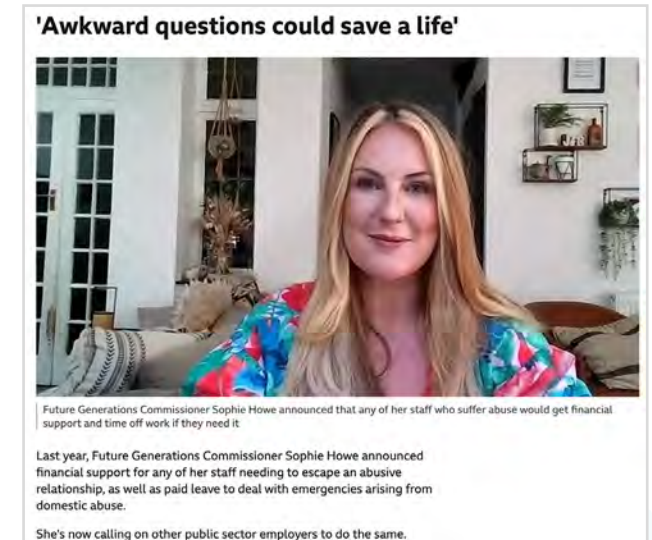 'Awkward questions could save a life'
Future Generations Commissioner Sophie Howe announced that any of her staff who suffer abuse would get financial
support and time off work if they need it
Last year, Future Generations Commissioner Sophie Howe announced
financial support for any of her staff needing to escape an abusive
relationship, as well as paid leave to deal with emergencies arising from
domestic abuse.
She's now calling on other public sector employers to do the same.